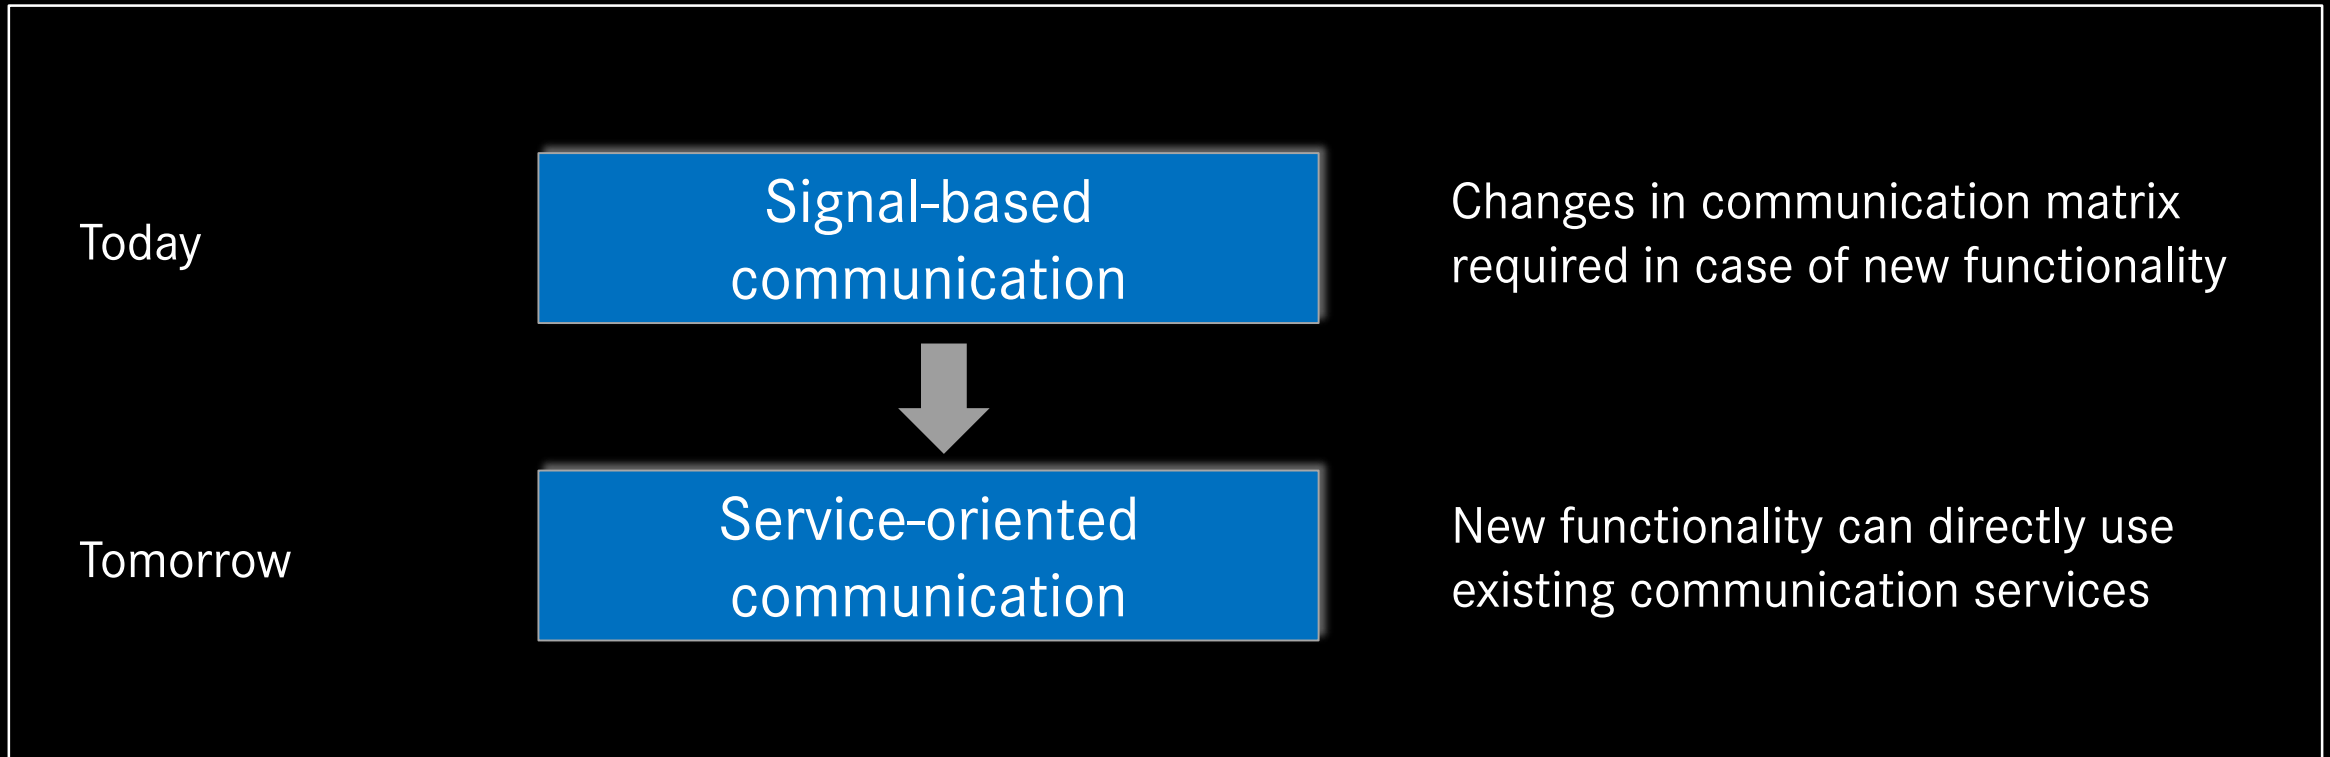 Today
Signal-based
communication
Changes in communication matrix
required in case of new functionality
Tomorrow
Service-oriented
communication
New functionality can directly use
existing communication services